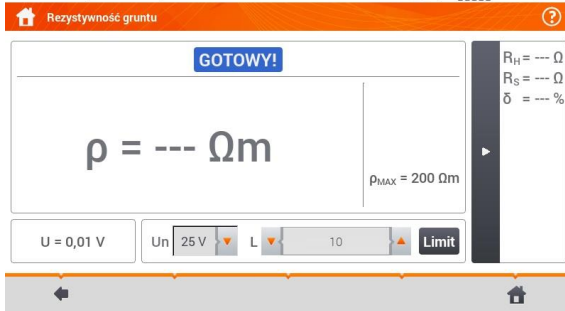 Rezystywność gruntu
?
GOTOWY!
ρ = --- Ωm
ρMAX = 200 Ωm
RH = --- Ω
RS = --- Ω
δ = --- %
U = 0,01 V
Un 25 V L 10 Limit